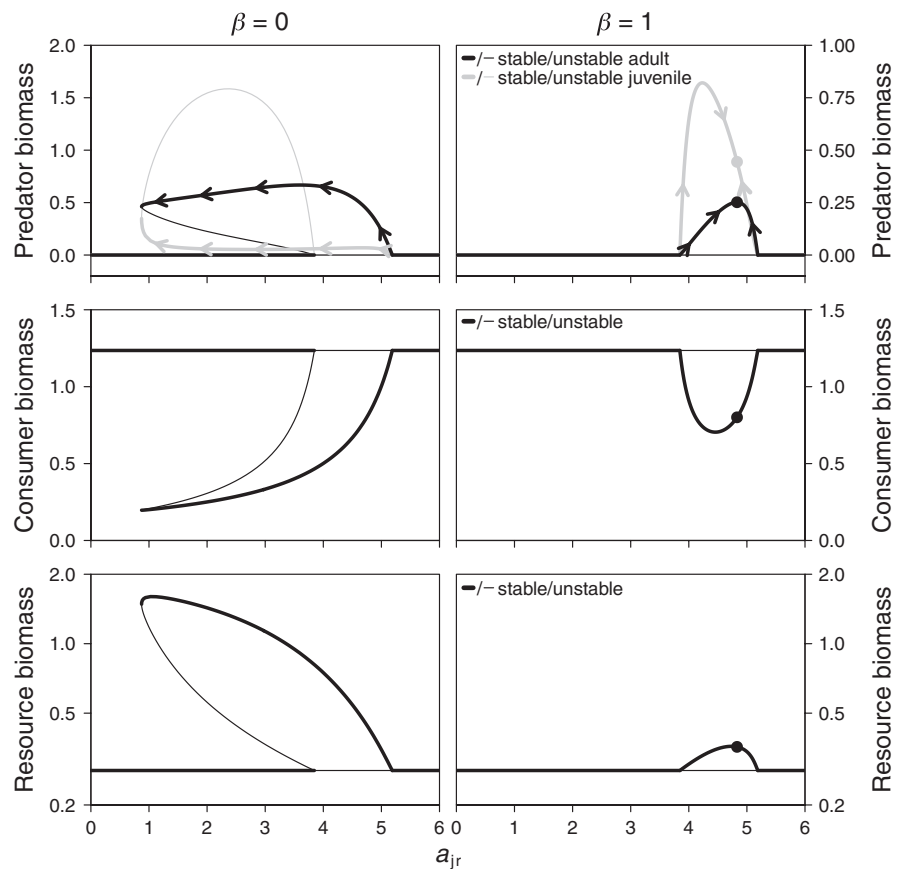 β = 0
β = 1
Predator biomass
2.0
1.5
1.0
0.5
0.0
/– stable/unstable adult
/– stable/unstable juvenile
1.00
0.75
0.50
0.25
0.00
Predator biomass
Consumer biomass
1.5
1.0
0.5
0.0
/– stable/unstable
1.5
1.0
0.5
0.0
Consumer biomass
Resource biomass
2.0
1.0
0.5
0.2
/– stable/unstable
2.0
1.0
0.5
0.2
Resource biomass
0 1 2 3 4 5 6
0 1 2 3 4 5 6
a_jr